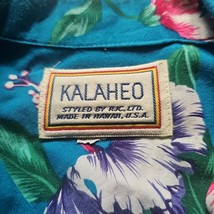 KALAHEO
STYLED BY RJC, LTD.
MADE IN HAWAII, U.S.A.